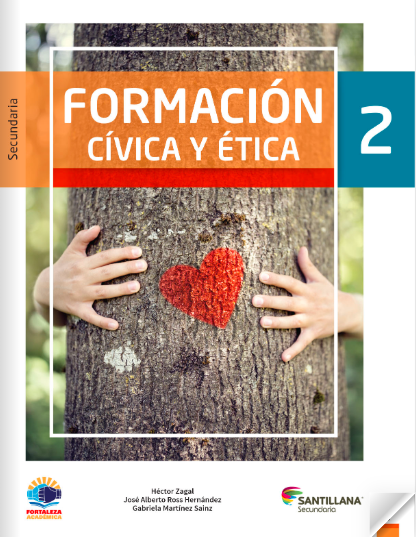 Secundaria
FORMACIÓN
CÍVICA Y ÉTICA
2
Héctor Zagal
José Alberto Ross Hernández
Gabriela Martínez Sainz
FORTALEZA
ACADÉMICA
SANTILLANA
Secundaria